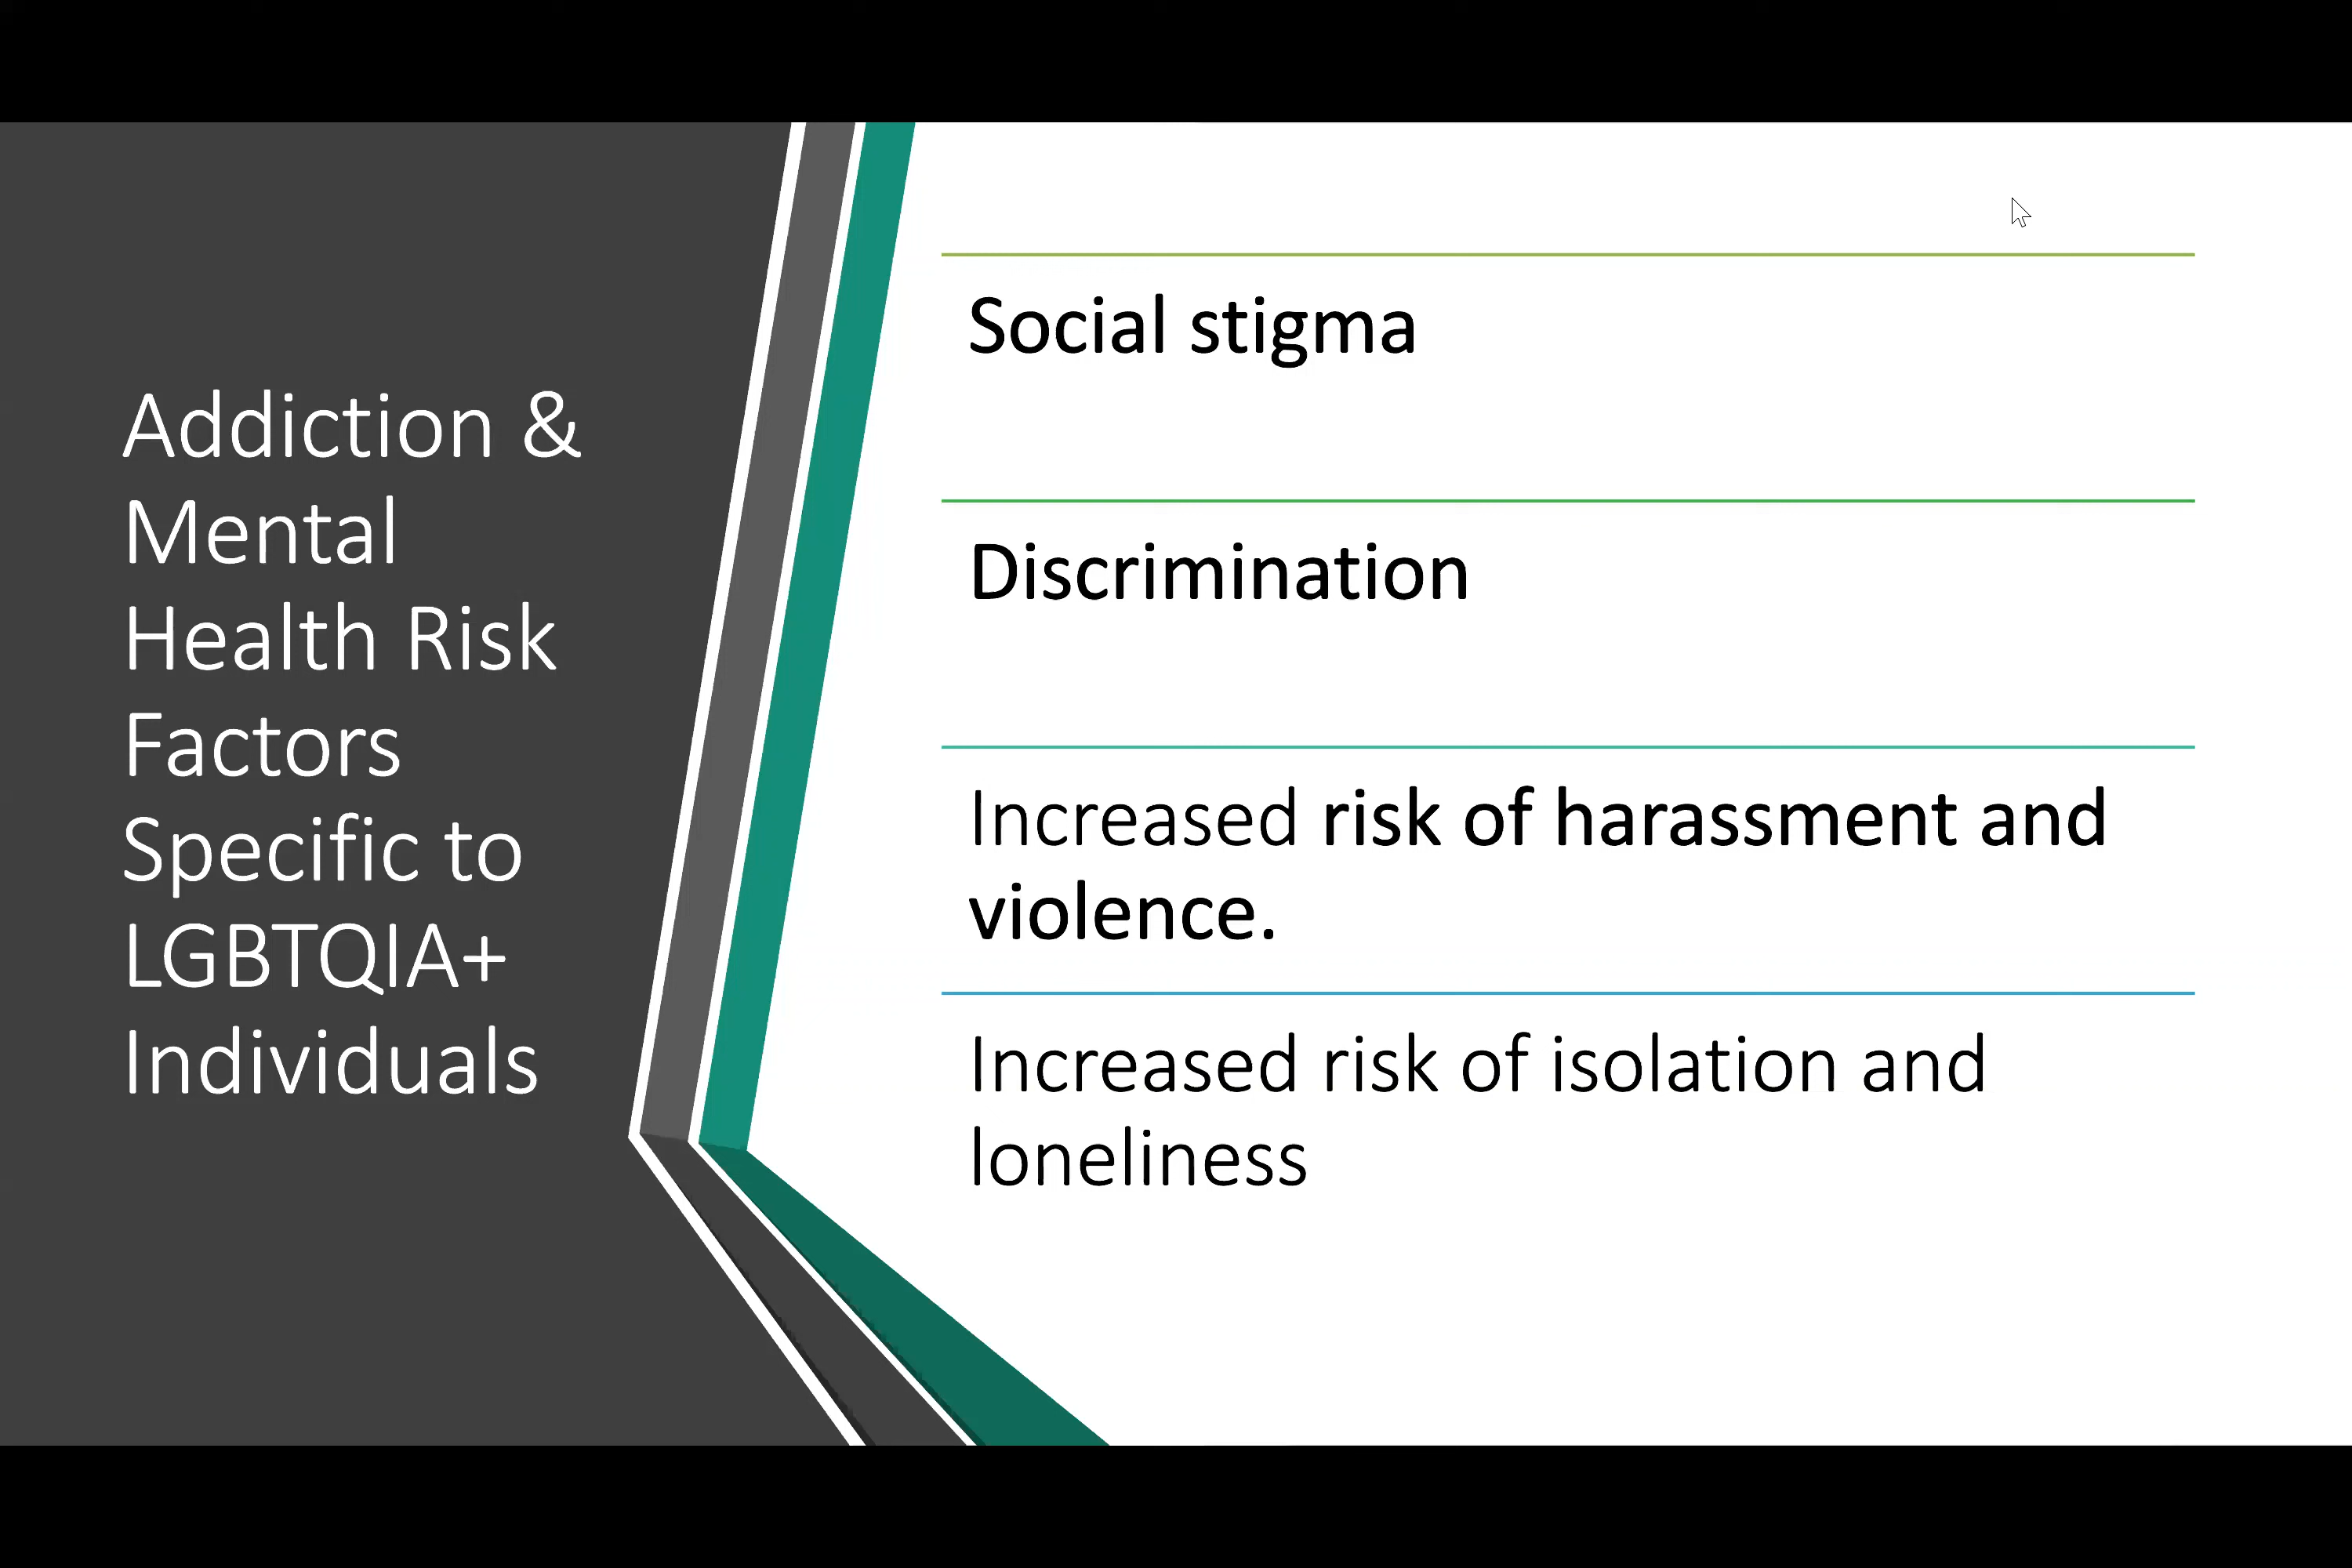 Addiction &
Mental
Health Risk
Factors
Specific to
LGBTQIA+
Individuals
Social stigma
Discrimination
Increased risk of harassment and
violence.
Increased risk of isolation and
loneliness